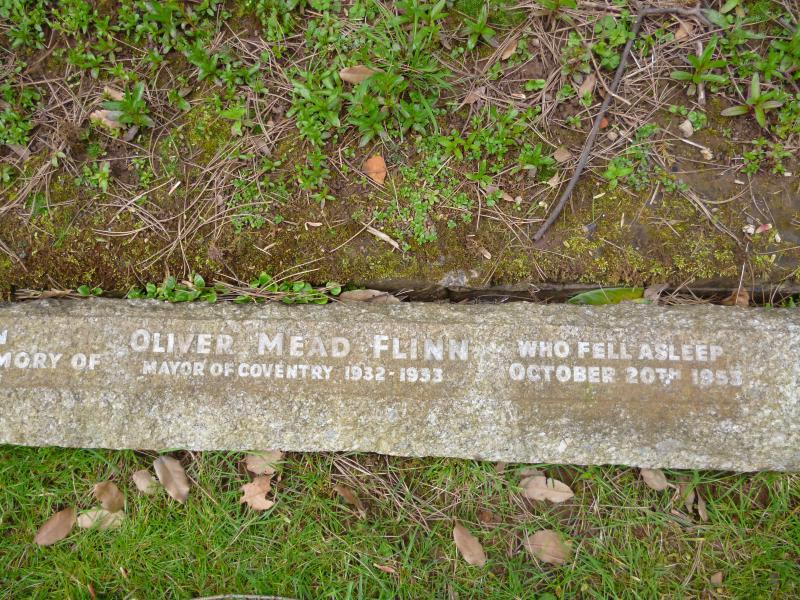 N
MORY OF
OLIVER MEAD FLINN
MAYOR OF COVENTRY 1932 - 1933
WHO FELL ASLEEP
OCTOBER 20TH 1953